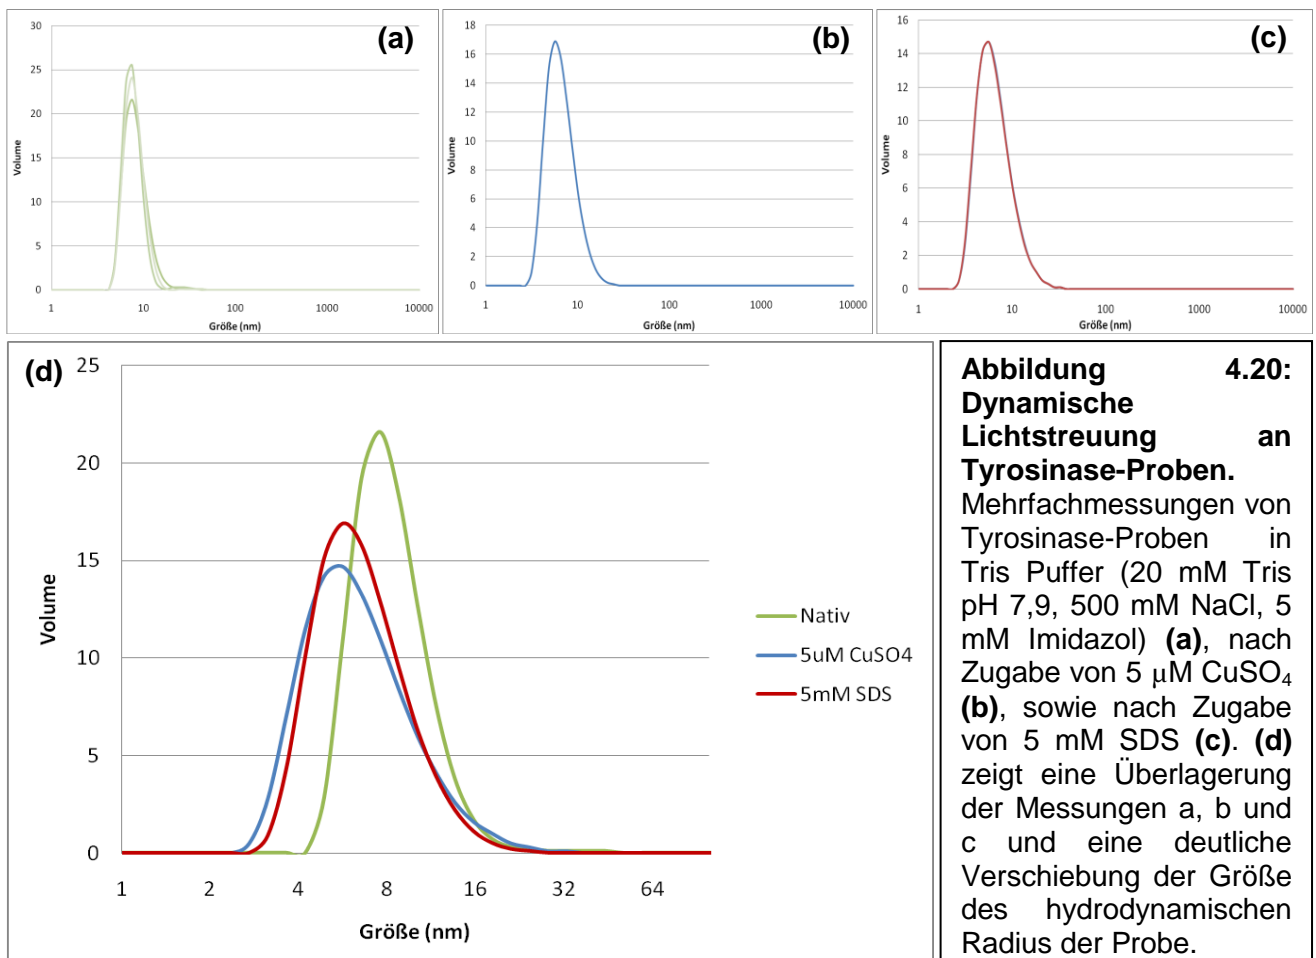 (a)
30
25
20
15
10
5
0
Volume
1 10 100 1000 10000
Größe (nm)
(b)
18
16
14
12
10
8
6
4
2
0
Volume
1 10 100 1000 10000
Größe (nm)
(c)
16
14
12
10
8
6
4
2
0
Volume
1 10 100 1000 10000
Größe (nm)
(d)
25
20
15
10
5
0
Volume
1 2 4 8 16 32 64
Größe (nm)
Nativ
5uM CuSO4
5mM SDS
Abbildung 4.20:
Dynamische
Lichtstreuung an
Tyrosinase-Proben.
Mehrfachmessungen von
Tyrosinase-Proben in
Tris Puffer (20 mM Tris
pH 7,9, 500 mM NaCl, 5
mM Imidazol) (a), nach
Zugabe von 5 µM CuSO₄
(b), sowie nach Zugabe
von 5 mM SDS (c). (d)
zeigt eine Überlagerung
der Messungen a, b und
c und eine deutliche
Verschiebung der Größe
des hydrodynamischen
Radius der Probe.